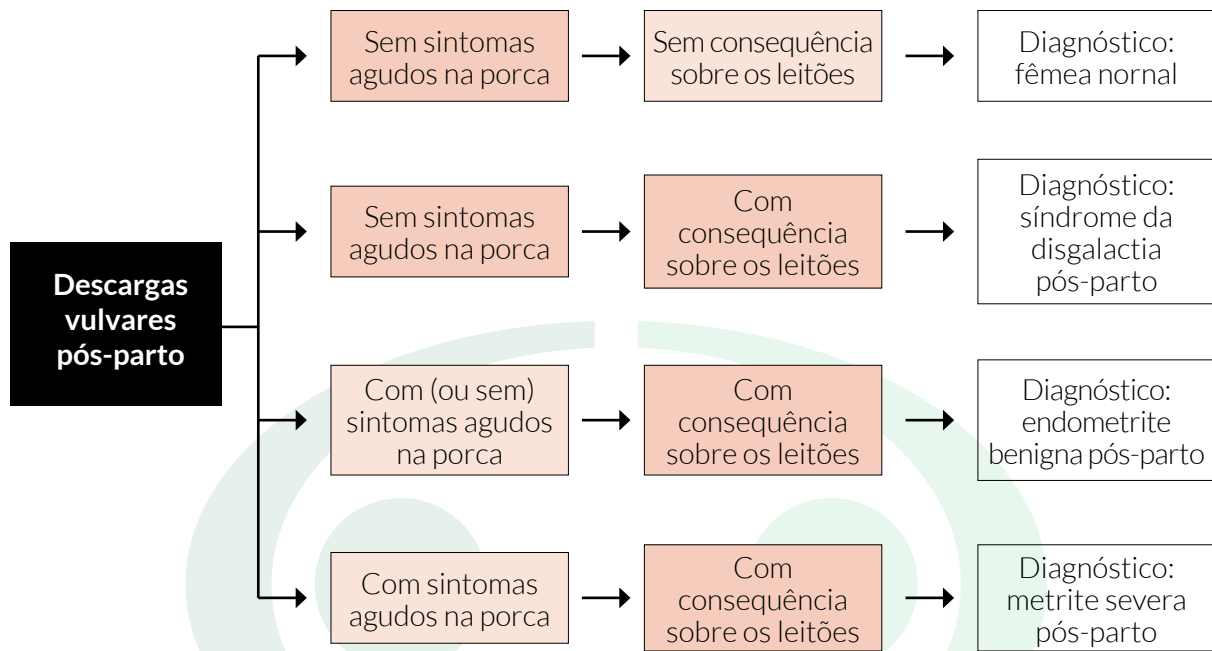 Descargas
vulvares
pós-parto
Sem sintomas
agudos na porca
Sem consequência
sobre os leitões
Diagnóstico:
fêmea nornal
Sem sintomas
agudos na porca
Com
consequência
sobre os leitões
Diagnóstico:
síndrome da
disgalactia
pós-parto
Com (ou sem)
sintomas agudos
na porca
Com
consequência
sobre os leitões
Diagnóstico:
endometrite
benigna pós-parto
Com sintomas
agudos na porca
Com
consequência
sobre os leitões
Diagnóstico:
metrite severa
pós-parto